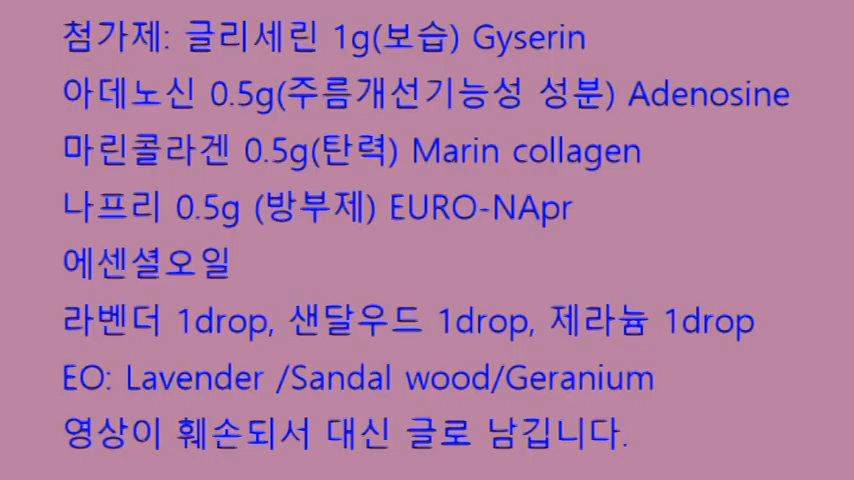 첨가제: 글리세린 1g(보습) Gyserin
아데노신 0.5g(주름개선기능성 성분) Adenosine
마린콜라겐 0.5g(탄력) Marin collagen
나프리 0.5g (방부제) EURO-NApr
에센셜오일
라벤더 1drop, 샌달우드 1drop, 제라늄 1drop
EO: Lavender /Sandal wood/Geranium
영상이 훼손되서 대신 글로 남깁니다.